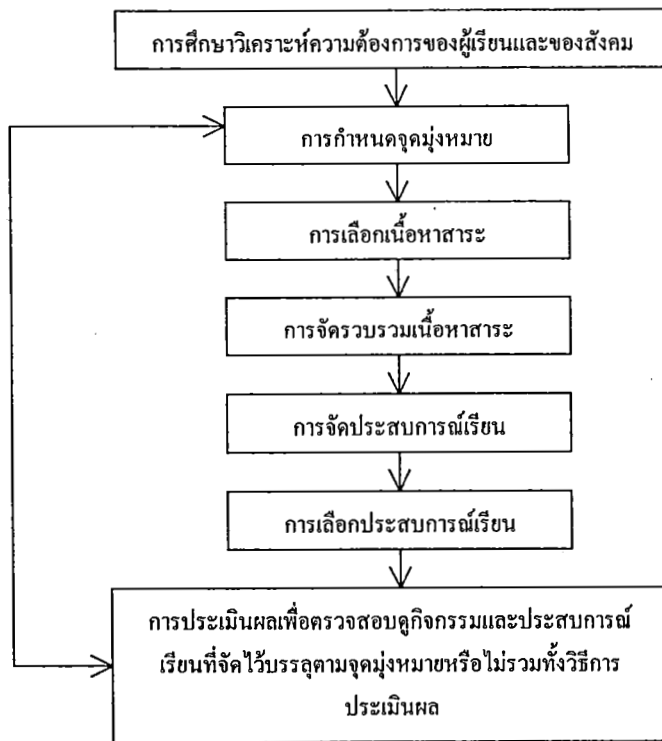 การศึกษาวิเคราะห์ความต้องการของผู้เรียนและของสังคม
การกำหนดจุดมุ่งหมาย
การเลือกเนื้อหาสาระ
การจัดรวบรวมเนื้อหาสาระ
การจัดประสบการณ์เรียน
การเลือกประสบการณ์เรียน
การประเมินผลเพื่อตรวจสอบดูกิจกรรมและประสบการณ์
เรียนที่จัดไว้บรรลุตามจุดมุ่งหมายหรือไม่รวมทั้งวิธีการ
ประเมินผล